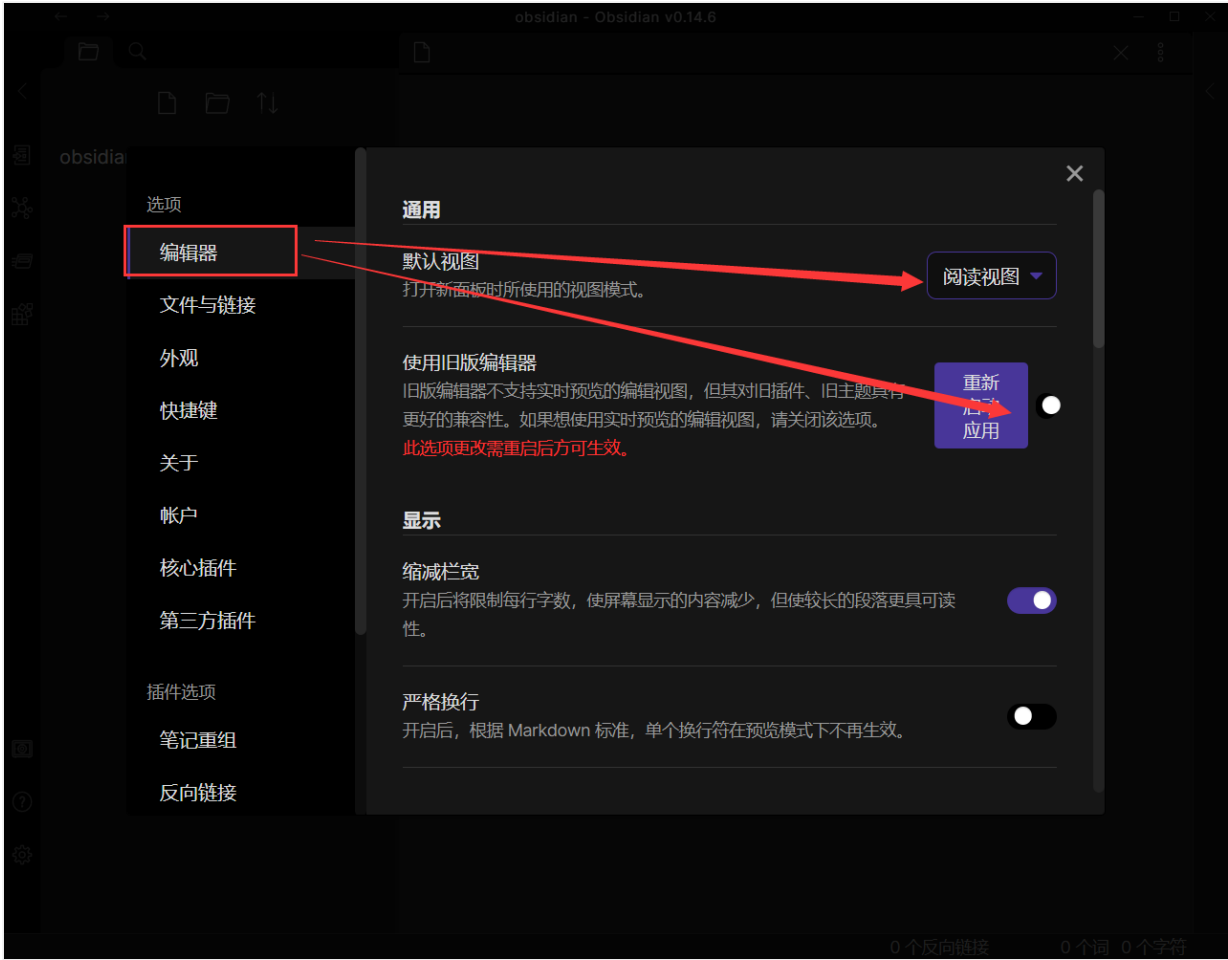 obsidian - Obsidian v0.14.6
obsidia
选项
编辑器
文件与链接
外观
快捷键
关于
帐户
核心插件
第三方插件
插件选项
笔记重组
反向链接
通用
默认视图
打开新面板时所使用的视图模式。
阅读视图
使用旧版编辑器
旧版编辑器不支持实时预览的编辑视图，但其对旧插件、旧主题具有
更好的兼容性。如果想使用实时预览的编辑视图，请关闭该选项。
此选项更改需重启后方可生效。
重新
启动
应用
显示
缩减栏宽
开启后将限制每行字数，使屏幕显示的内容减少，但使较长的段落更具可读
性。
严格换行
开启后，根据 Markdown 标准，单个换行符在预览模式下不再生效。
0 个反向链接
0 个词
0 个字符